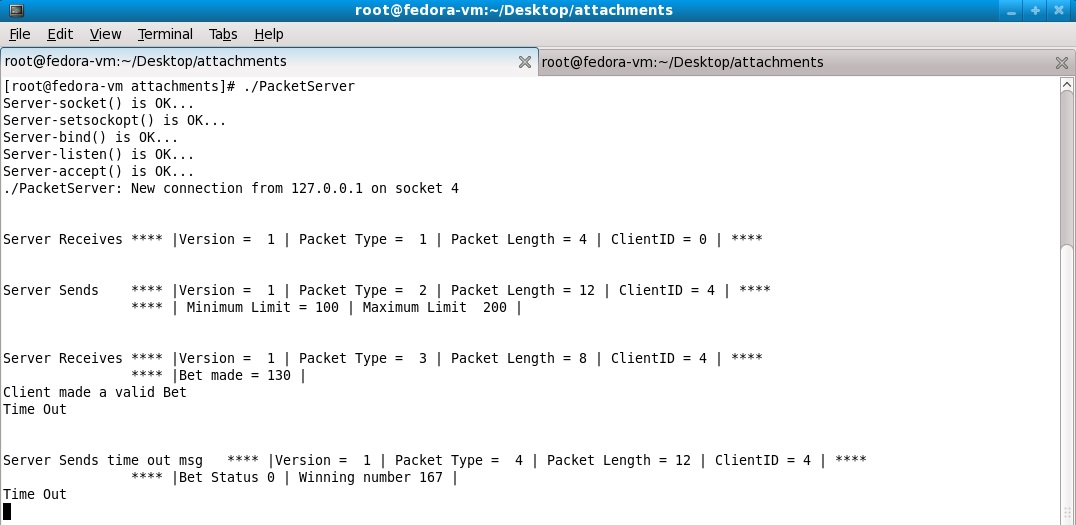 root@fedora-vm:~/Desktop/attachments
File Edit View Terminal Tabs Help
root@fedora-vm:~/Desktop/attachments root@fedora-vm:~/Desktop/attachments
[root@fedora-vm attachments]# ./PacketServer
Server-socket() is OK...
Server-setsockopt() is OK...
Server-bind() is OK...
Server-listen() is OK...
Server-accept() is OK...
./PacketServer: New connection from 127.0.0.1 on socket 4
Server Receives **** |Version =  1 | Packet Type =  1 | Packet Length = 4 | ClientID = 0 | ****
Server Sends    **** |Version =  1 | Packet Type =  2 | Packet Length = 12 | ClientID = 4 | ****
**** | Minimum Limit = 100 | Maximum Limit  200 |
Server Receives **** |Version =  1 | Packet Type =  3 | Packet Length = 8 | ClientID = 4 | ****
**** |Bet made = 130 |
Client made a valid Bet
Time Out
Server Sends time out msg   **** |Version =  1 | Packet Type =  4 | Packet Length = 12 | ClientID = 4 | ****
**** |Bet Status 0 | Winning number 167 |
Time Out